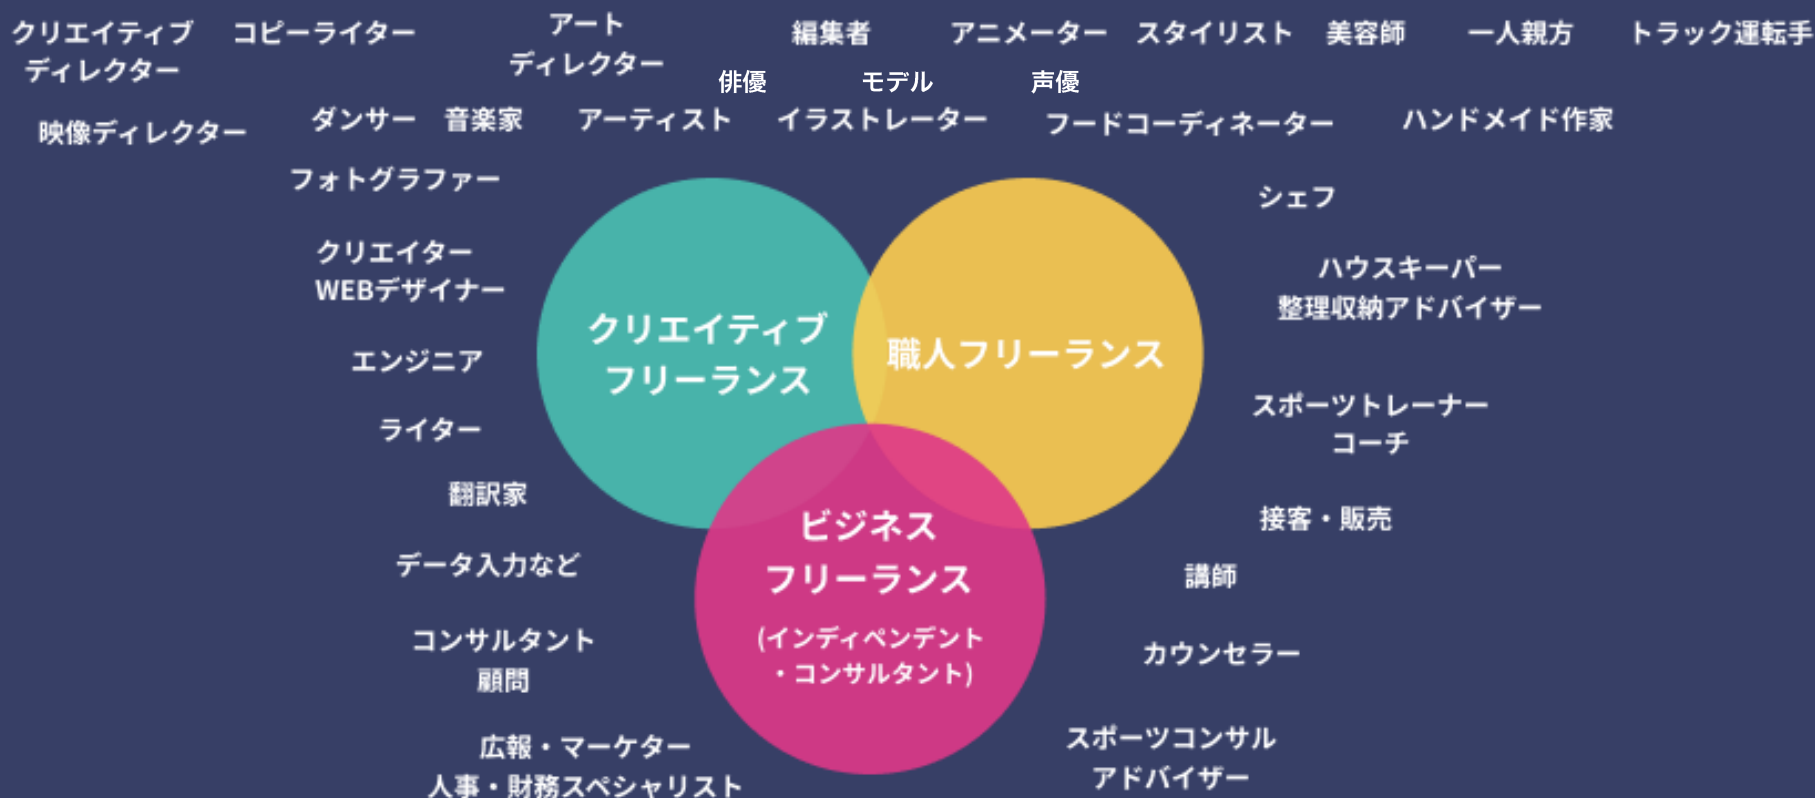 クリエイティブ
ディレクター
コピーライター
アート
ディレクター
編集者
アニメーター
スタイリスト
美容師
一人親方
トラック運転手
俳優
モデル
声優
映像ディレクター
ダンサー
音楽家
アーティスト
イラストレーター
フードコーディネーター
ハンドメイド作家
フォトグラファー
シェフ
クリエイター
WEBデザイナー
ハウスキーパー
整理収納アドバイザー
クリエイティブ
フリーランス
職人フリーランス
エンジニア
スポーツトレーナー
コーチ
ライター
翻訳家
接客・販売
ビジネス
フリーランス
(インディペンデント
・コンサルタント)
データ入力など
講師
コンサルタント
顧問
カウンセラー
広報・マーケター
人事・財務スペシャリスト
スポーツコンサル
アドバイザー